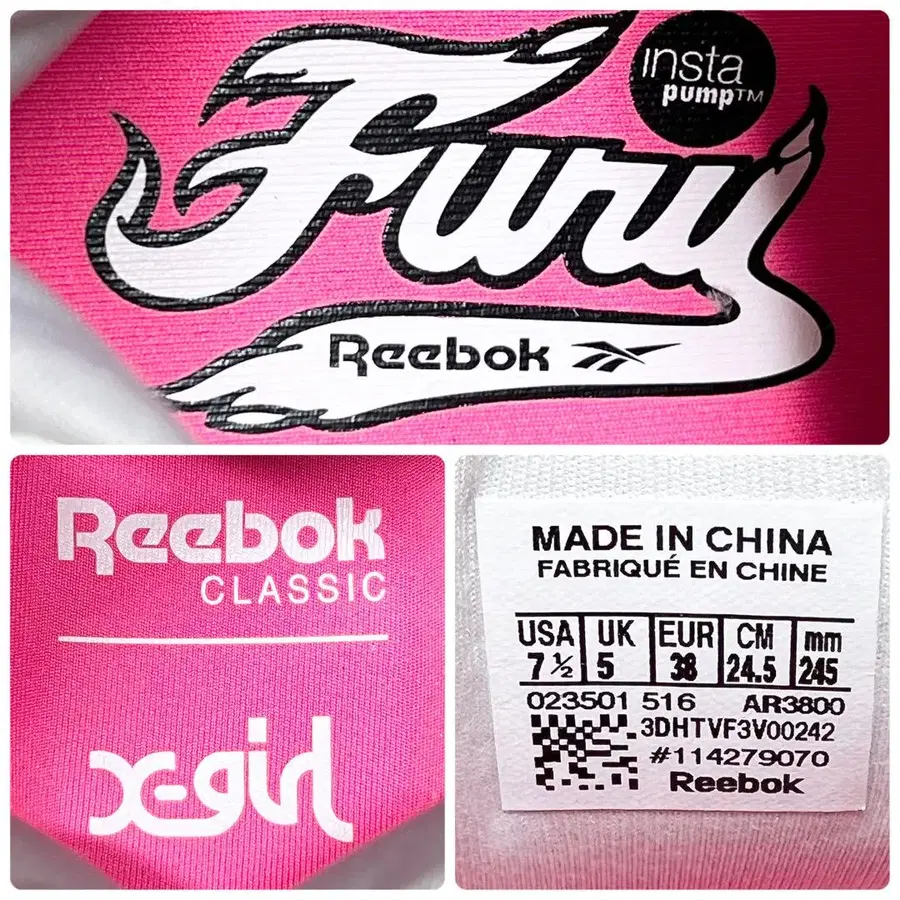 Fury
insta
pump™
Reebok
Reebok
CLASSIC
x-girl
MADE IN CHINA
FABRIQUÉ EN CHINE
USA UK EUR CM mm
7 ½ 5 38 24.5 245
023501 516 AR3800
3DHTVF3V00242
#114279070
Reebok